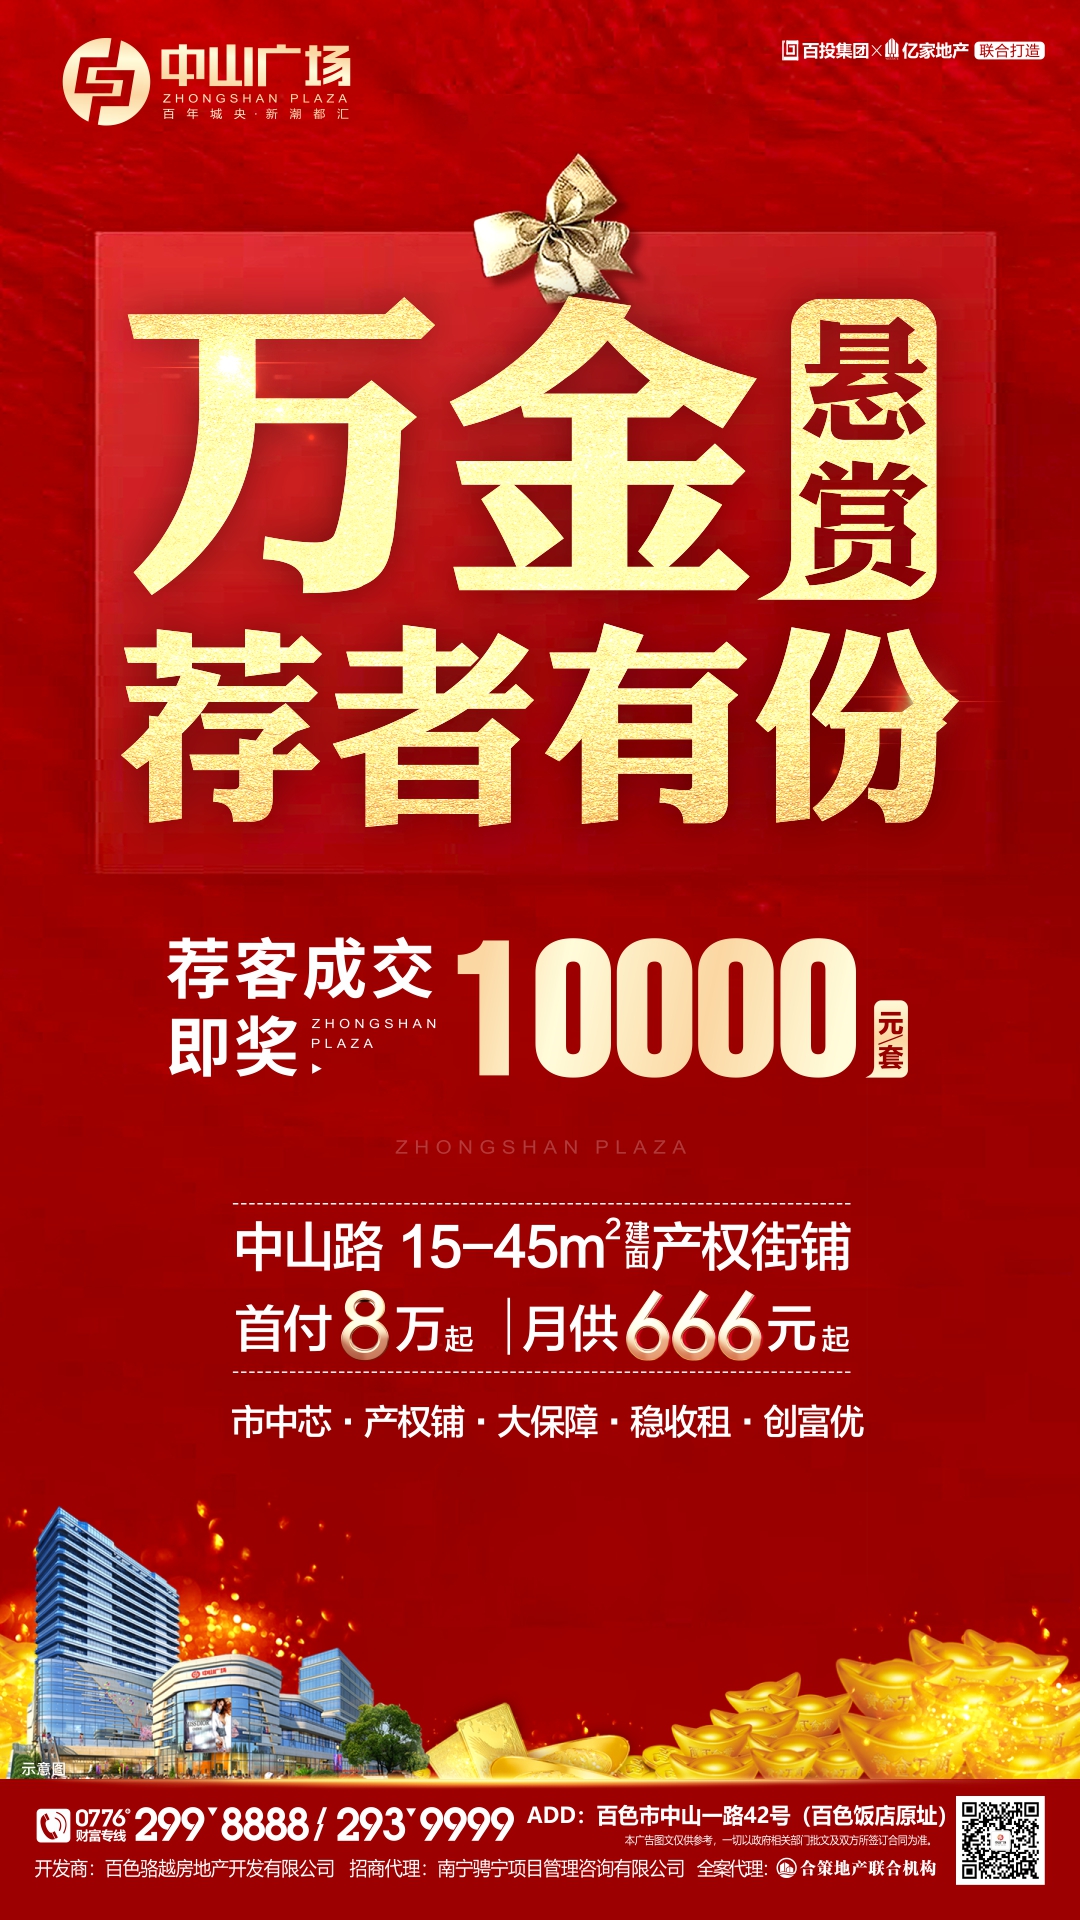 中山广场
ZHONGSHAN PLAZA
百年城央·新潮都汇
百投集团×亿家地产 联合打造
万金悬赏
荐者有份
荐客成交
即奖
ZHONGSHAN
PLAZA
10000元/套
ZHONGSHAN PLAZA
中山路 15-45m²建面产权街铺
首付8万起 | 月供666元起
市中芯·产权铺·大保障·稳收租·创富优
中山广场
示意图
0776
财富专线
299 8888 / 293 9999
ADD：百色市中山一路42号（百色饭店原址）
本广告图文仅供参考，一切以政府相关部门批文及双方所签订合同为准。
开发商：百色骆越房地产开发有限公司 招商代理：南宁骋宁项目管理咨询有限公司 全案代理：合策地产联合机构